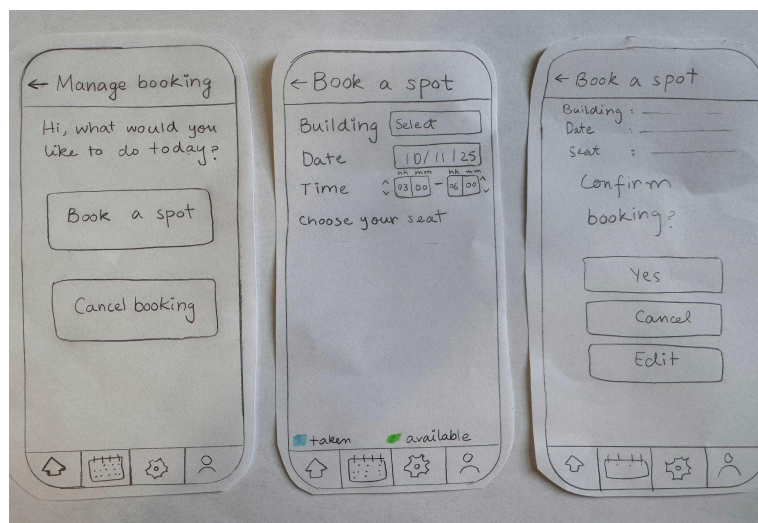 ← Manage booking
Hi, what would you
like to do today?
Book a spot
Cancel booking
← Book a spot
Building Select
Date 10/11/25
hh mm hh mm
Time 03 00 - 06 00
choose your seat
taken available
← Book a spot
Building :
Date :
Seat :
Confirm
booking?
Yes
Cancel
Edit